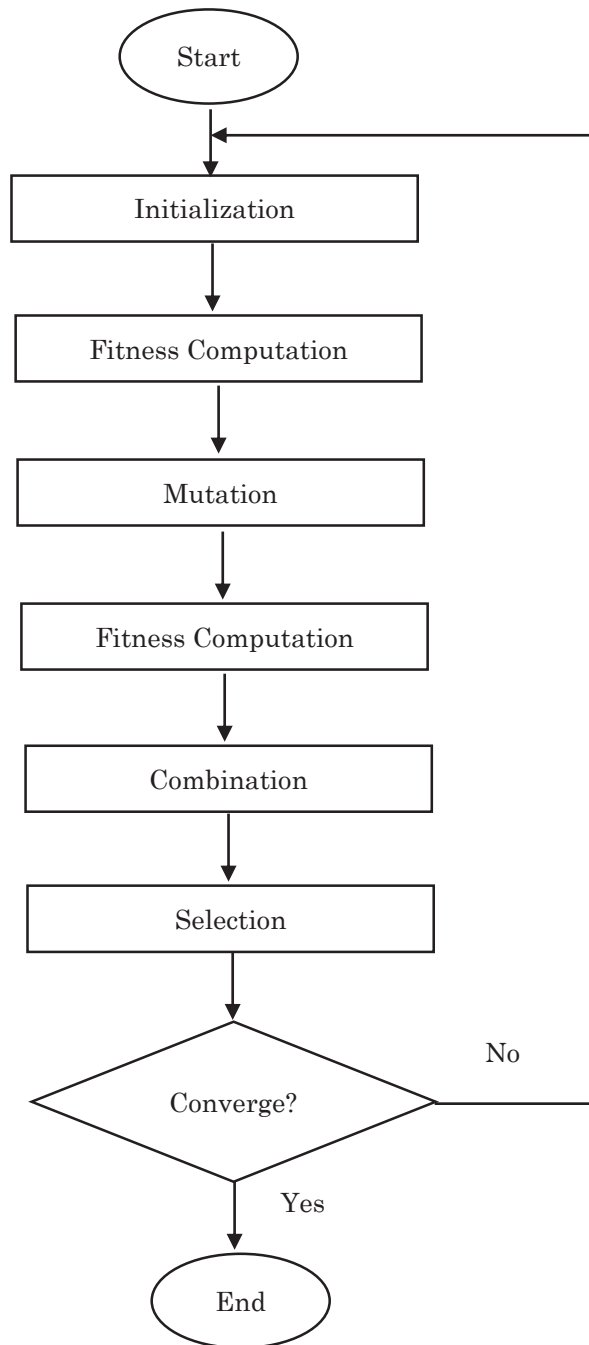 Start
Initialization
Fitness Computation
Mutation
Fitness Computation
Combination
Selection
No
Converge?
Yes
End